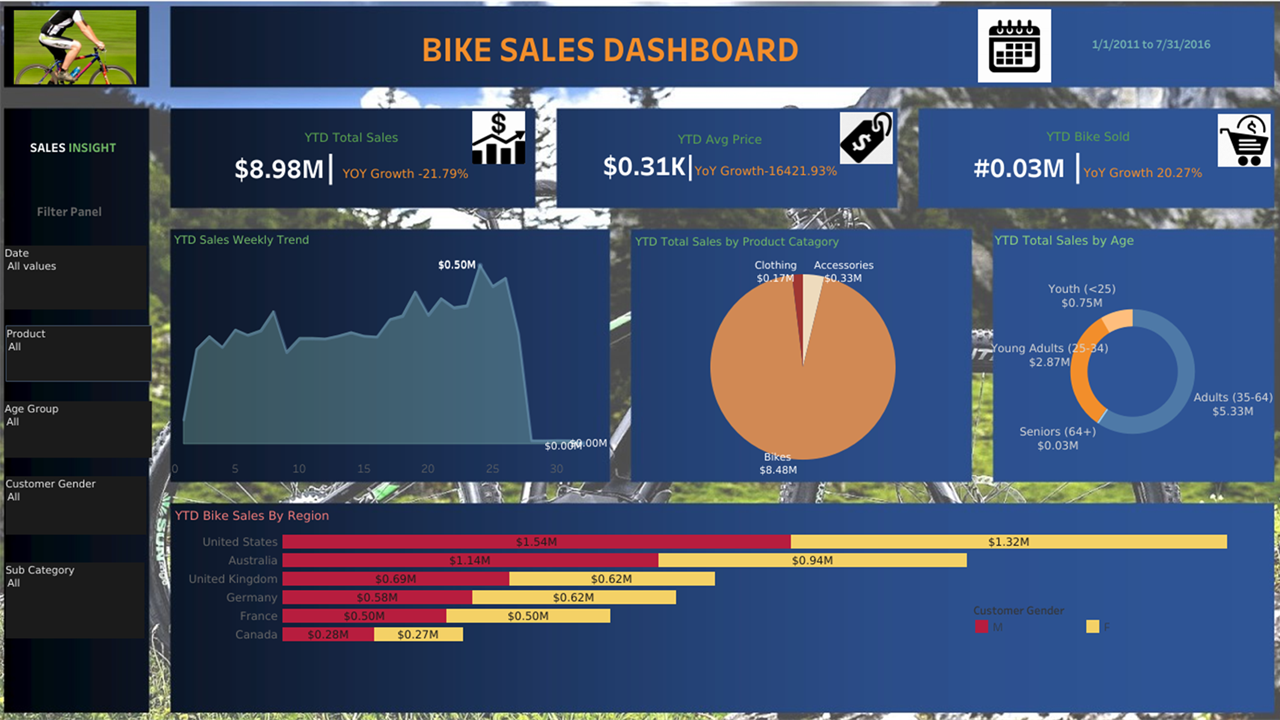 BIKE SALES DASHBOARD
1/1/2011 to 7/31/2016
SALES INSIGHT
Filter Panel
Date
All values
Product
All
Age Group
All
Customer Gender
All
Sub Category
All
YTD Total Sales
$8.98M| YOY Growth -21.79%
YTD Avg Price
$0.31K|YoY Growth-16421.93%
YTD Bike Sold
#0.03M |YoY Growth 20.27%
YTD Sales Weekly Trend
$0.50M
$0.00M
$0.00M
0 5 10 15 20 25 30
YTD Total Sales by Product Catagory
Clothing
$0.17M
Accessories
$0.33M
Bikes
$8.48M
YTD Total Sales by Age
Youth (<25)
$0.75M
Young Adults (25-34)
$2.87M
Adults (35-64)
$5.33M
Seniors (64+)
$0.03M
YTD Bike Sales By Region
United States $1.54M $1.32M
Australia $1.14M $0.94M
United Kingdom $0.69M $0.62M
Germany $0.58M $0.62M
France $0.50M $0.50M
Canada $0.28M $0.27M
Customer Gender
M F